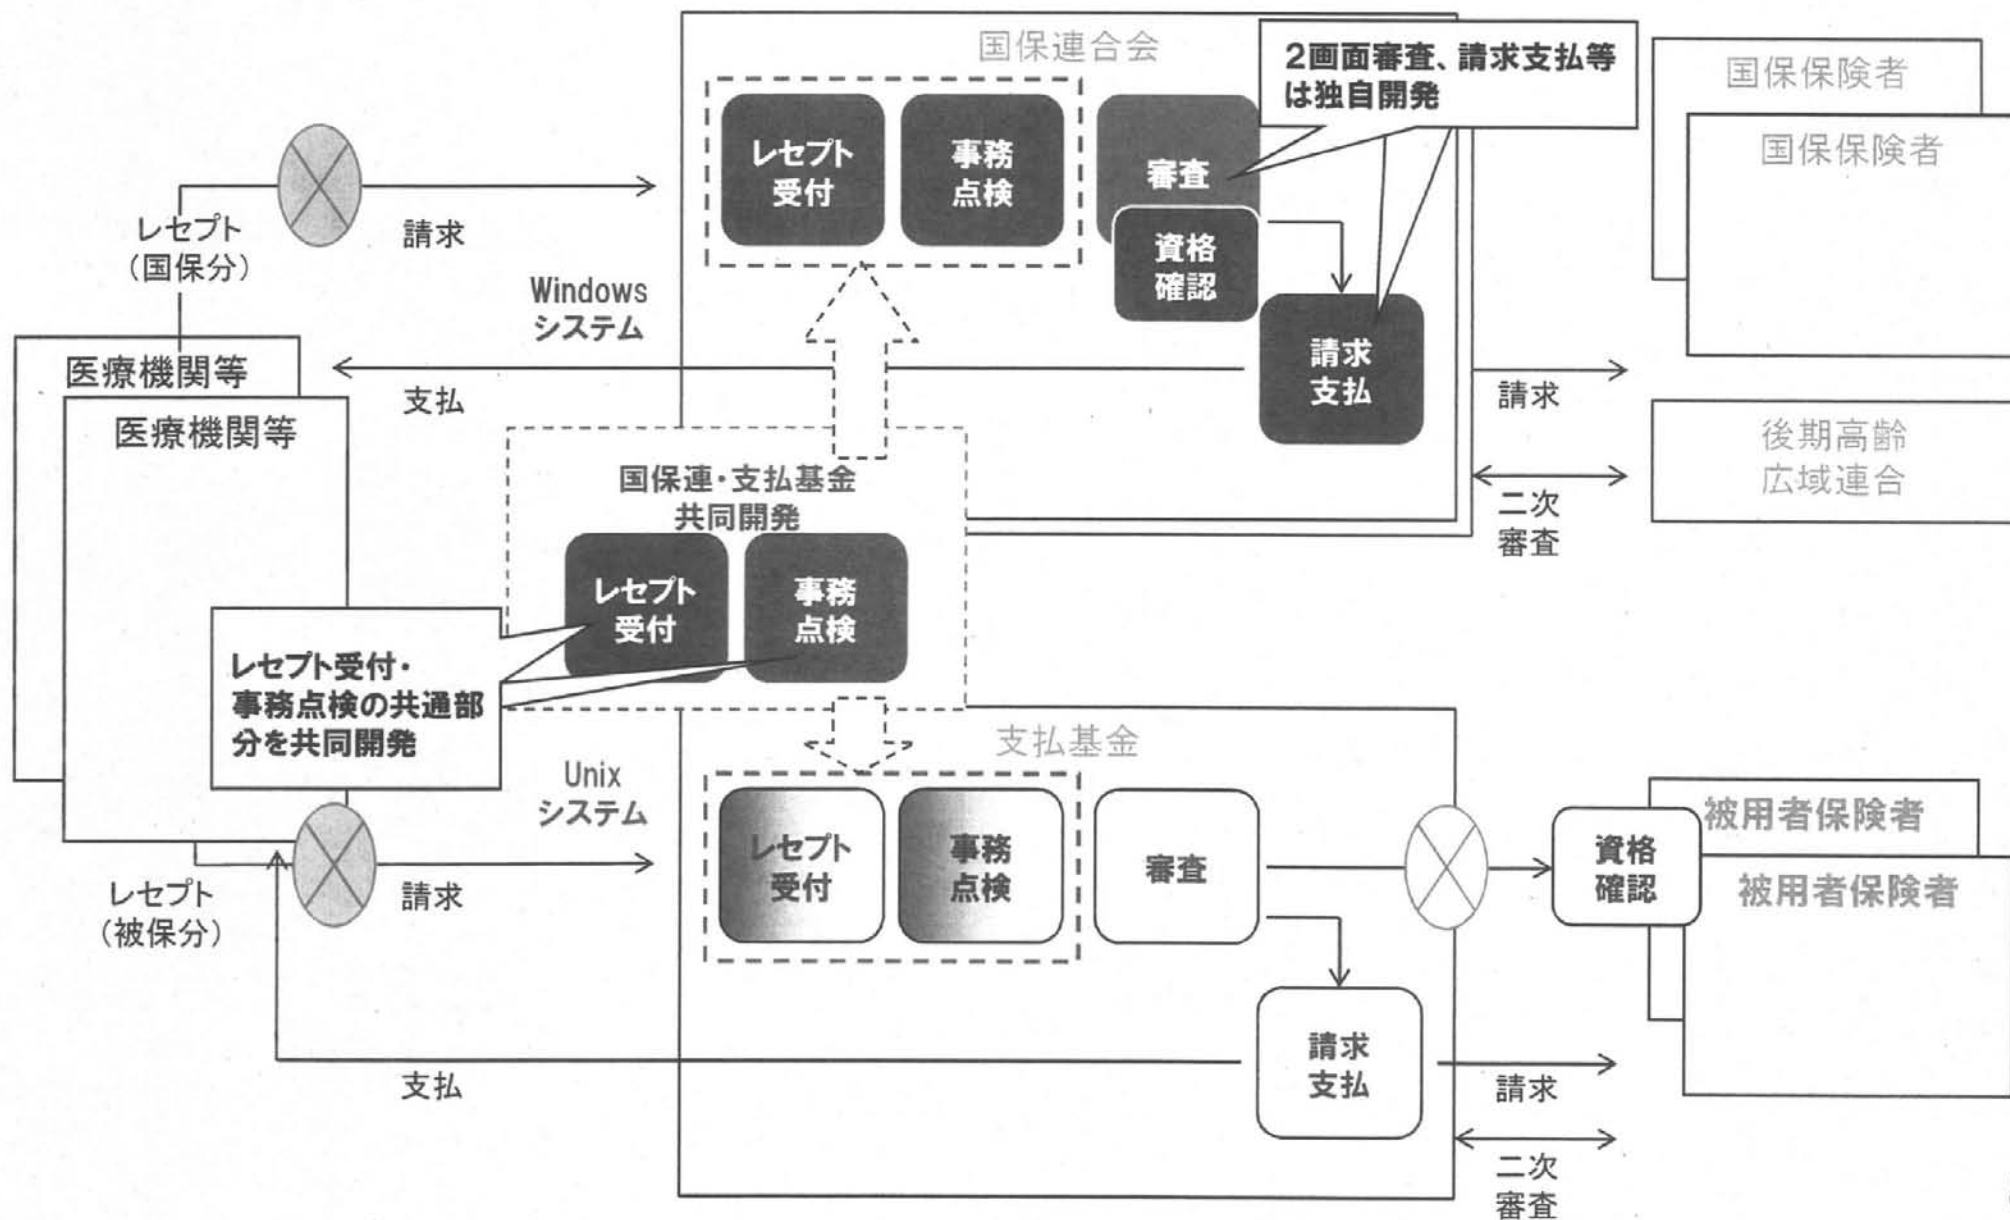 国保連合会
2画面審査、請求支払等
は独自開発
国保保険者
国保保険者
レセプト
受付
事務
点検
審査
資格
確認
請求
支払
レセプト
（国保分）
請求
Windows
システム
支払
請求
医療機関等
医療機関等
後期高齢
広域連合
二次
審査
国保連・支払基金
共同開発
レセプト
受付
事務
点検
レセプト受付・
事務点検の共通部
分を共同開発
支払基金
Unix
システム
レセプト
受付
事務
点検
審査
資格
確認
被用者保険者
被用者保険者
レセプト
（被保分）
請求
請求
支払
支払
請求
二次
審査